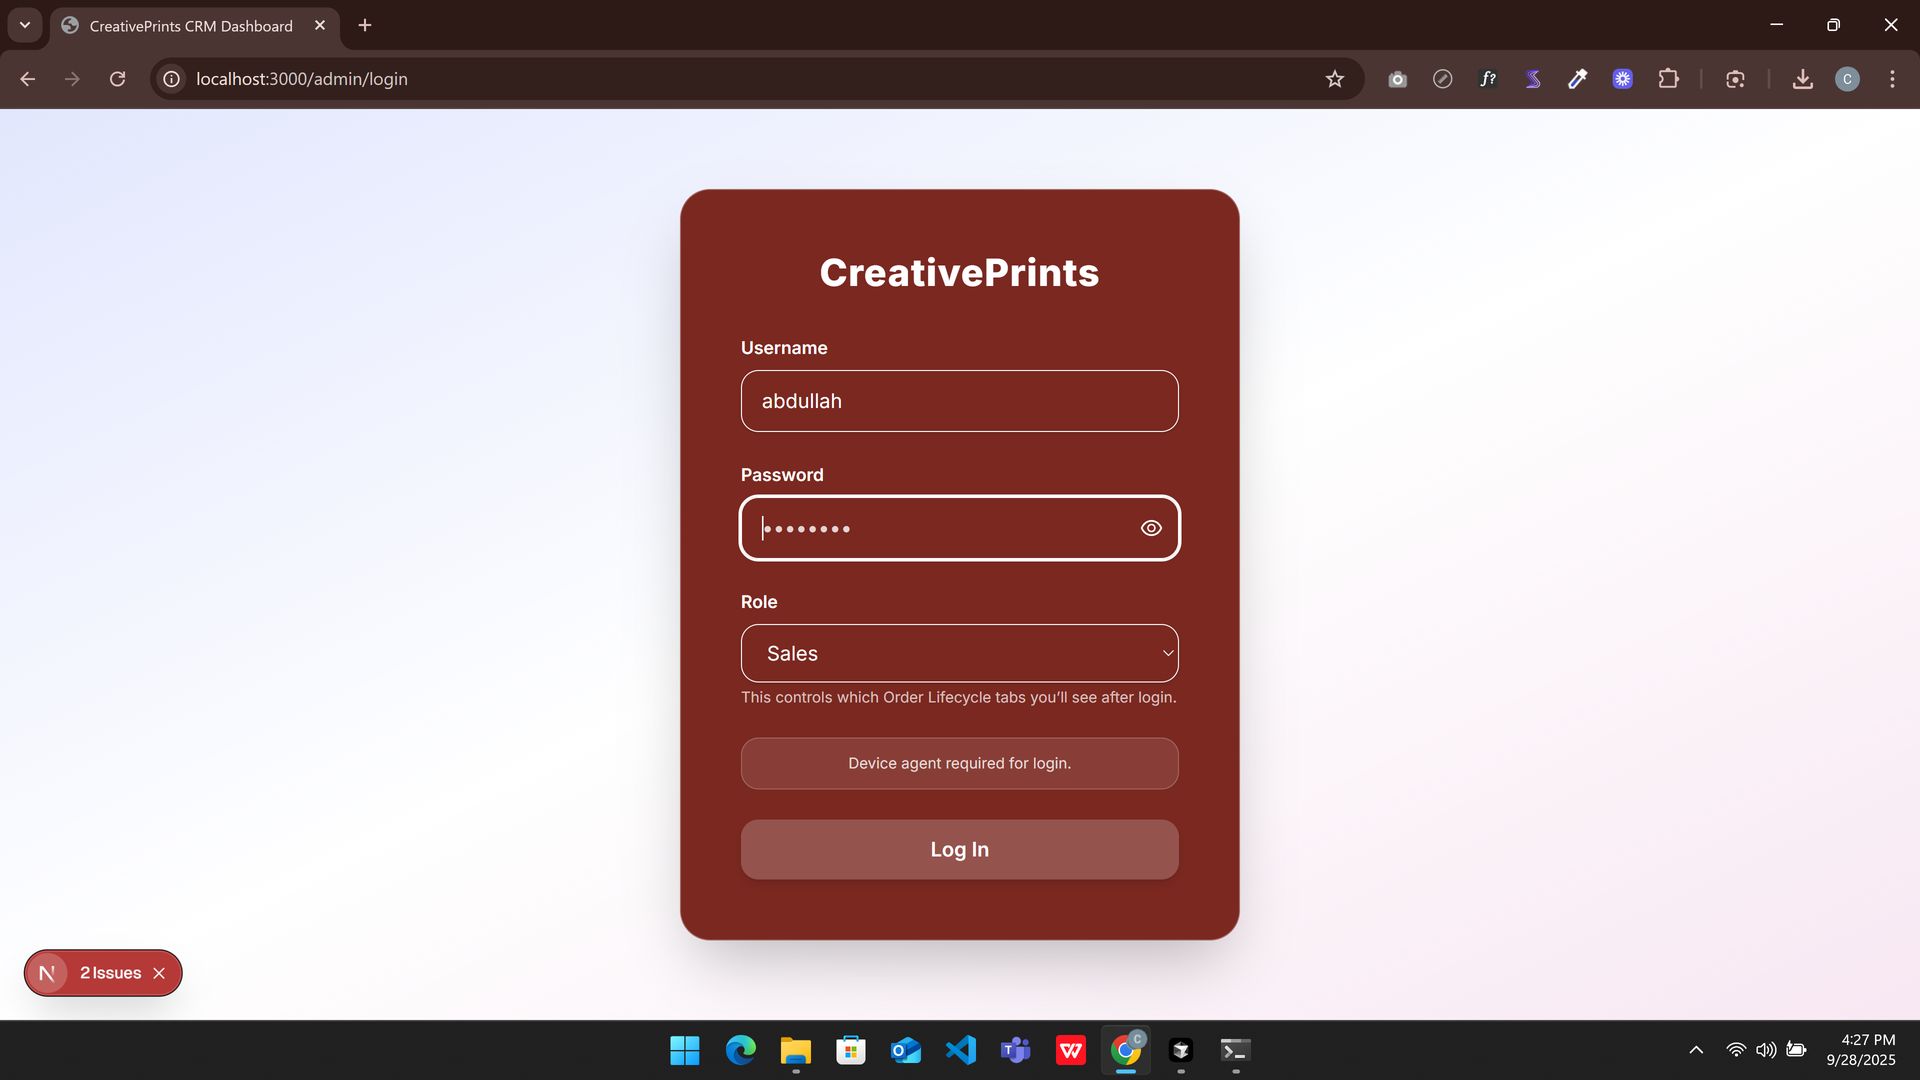 CreativePrints CRM Dashboard
localhost:3000/admin/login
f?
C
CreativePrints
Username
abdullah
Password
Role
Sales
This controls which Order Lifecycle tabs you'll see after login.
Device agent required for login.
Log In
N 2 Issues
C
4:27 PM
9/28/2025